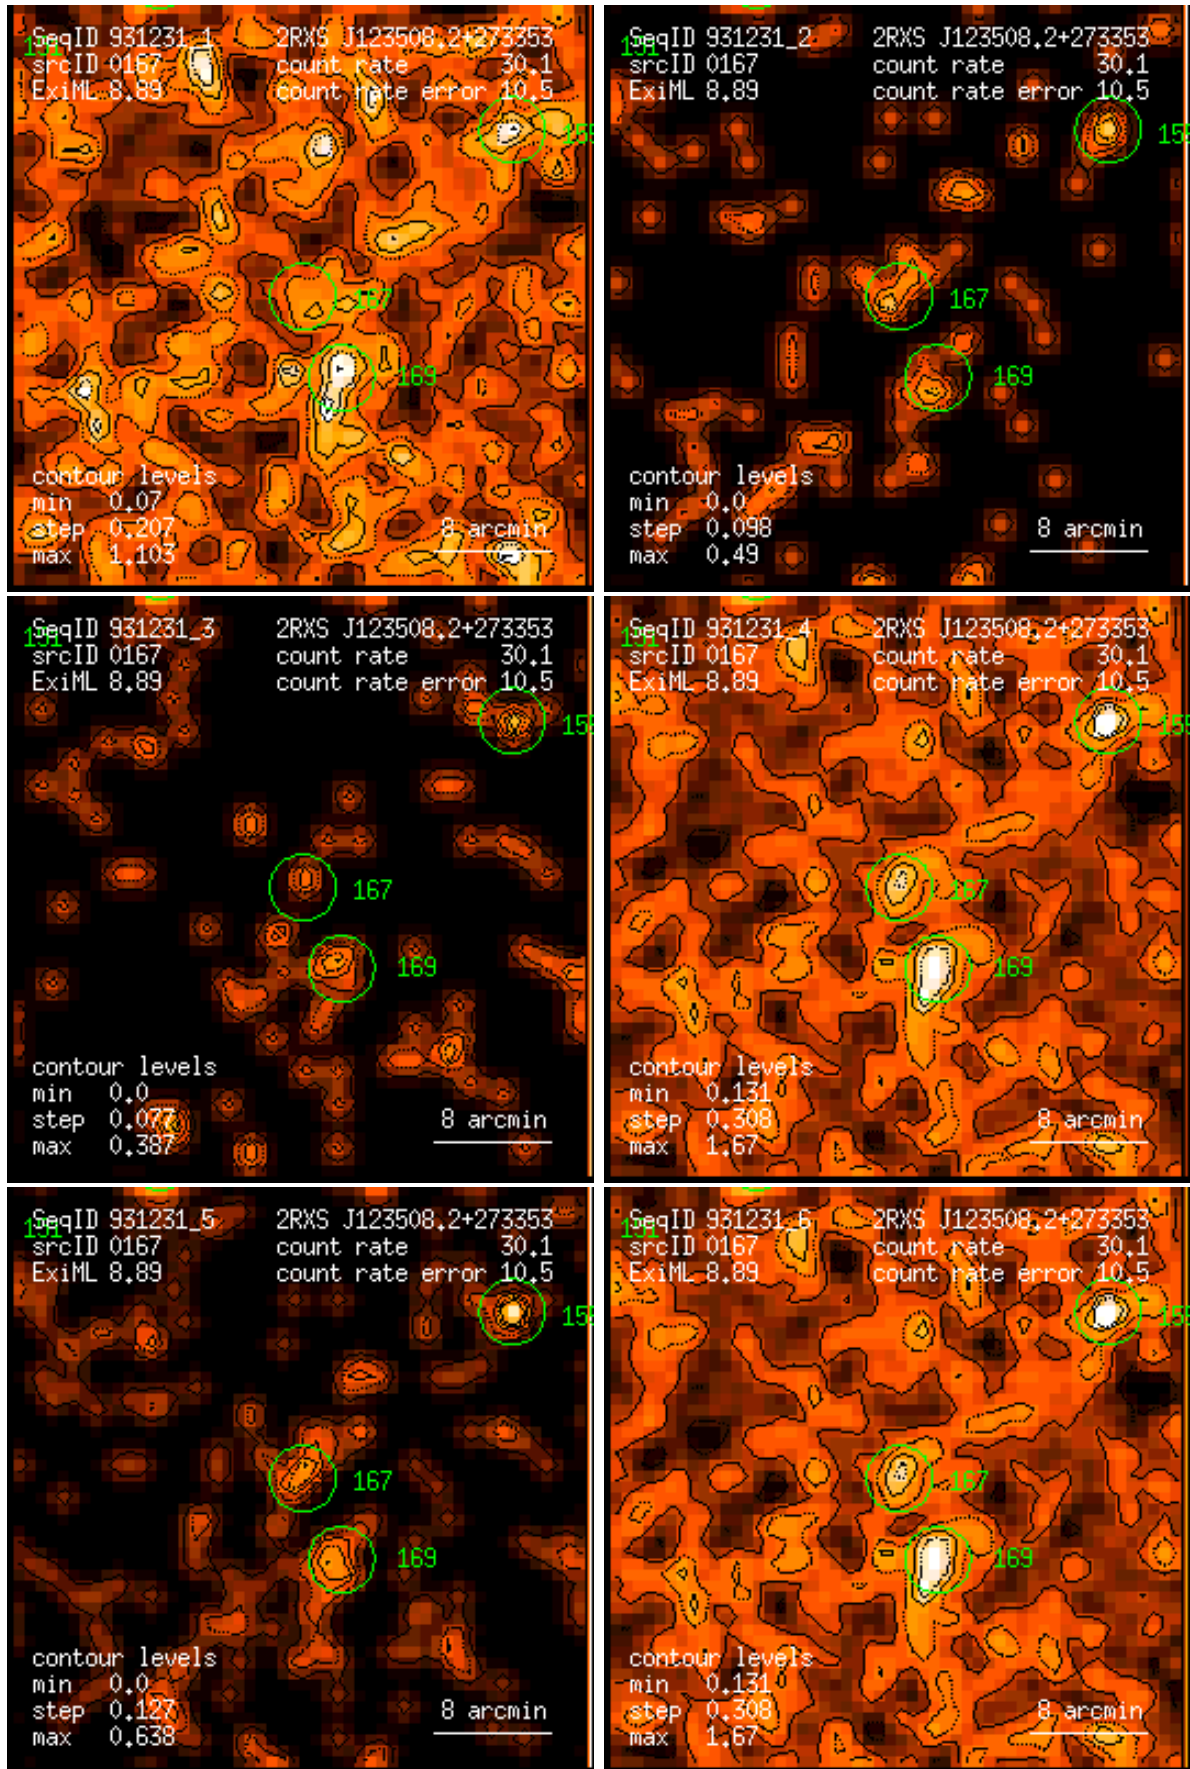 SeqID 931231_1 2RXS J123508.2+273353
191
srcID 0167 count rate 30.1
ExiML 8.89 count rate error 10.5
155
167
169
contour levels
min 0.07
step 0.207 8 arcmin
max 1.103
SeqID 931231_2 2RXS J123508.2+273353
191
srcID 0167 count rate 30.1
ExiML 8.89 count rate error 10.5
167
169
contour levels
min 0.0
step 0.098 8 arcmin
max 0.49
SeqID 931231_3 2RXS J123508.2+273353
191
srcID 0167 count rate 30.1
ExiML 8.89 count rate error 10.5
155
167
169
contour levels
min 0.0
step 0.077 8 arcmin
max 0.387
SeqID 931231_4 2RXS J123508.2+273353
191
srcID 0167 count rate 30.1
ExiML 8.89 count rate error 10.5
167
169
contour levels
min 0.131
step 0.308 8 arcmin
max 1.67
SeqID 931231_5 2RXS J123508.2+273353
191
srcID 0167 count rate 30.1
ExiML 8.89 count rate error 10.5
155
167
169
contour levels
min 0.0
step 0.127 8 arcmin
max 0.638
SeqID 931231_6 2RXS J123508.2+273353
191
srcID 0167 count rate 30.1
ExiML 8.89 count rate error 10.5
167
169
contour levels
min 0.131
step 0.308 8 arcmin
max 1.67